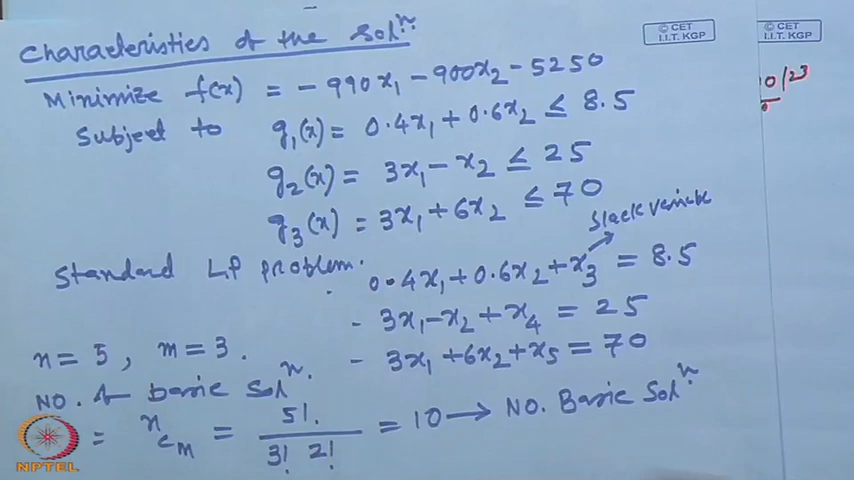 Characteristics of the solⁿ.
© CET
I.I.T. KGP
© CET
I.I.T. KGP
Minimize f(x) = - 990x₁ - 900x₂ - 5250
Subject to g₁(x) = 0.4x₁ + 0.6x₂ ≤ 8.5
g₂(x) = 3x₁ - x₂ ≤ 25
g₃(x) = 3x₁ + 6x₂ ≤ 70
Slack variable
Standard LP problem.
0.4x₁ + 0.6x₂ + x₃ = 8.5
- 3x₁ - x₂ + x₄ = 25
n = 5, m = 3. - 3x₁ + 6x₂ + x₅ = 70
No. of basic solⁿ.
= ⁿcₘ = 5!/(3! 2!) = 10 → No. Basic Solⁿ.
NPTEL